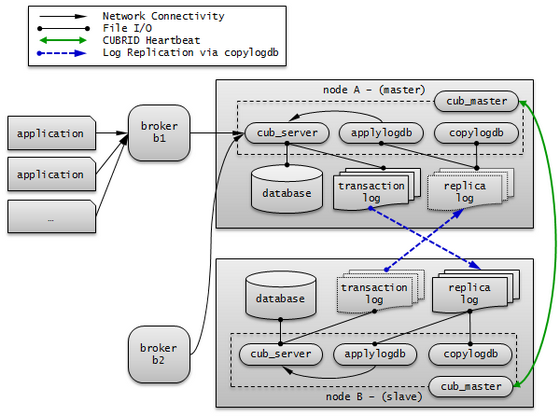 Network Connectivity
File I/O
CUBRID Heartbeat
Log Replication via copylogdb
node A - (master)
cub_master
application
broker
b1
cub_server
applylogdb
copylogdb
application
database
transaction
log
replica
log
…
database
transaction
log
replica
log
broker
b2
cub_server
applylogdb
copylogdb
cub_master
node B - (slave)